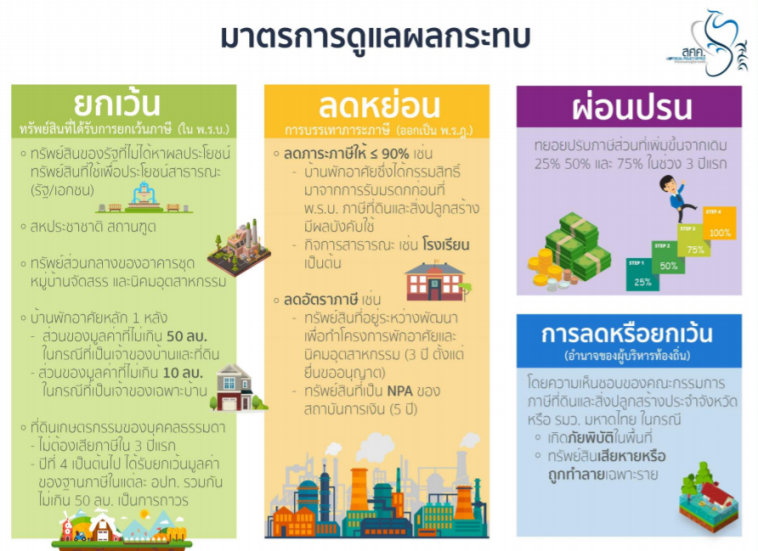 มาตรการดูแลผลกระทบ
สศค.
ยกเว้น
ทรัพย์สินที่ได้รับการยกเว้นภาษี (ใน พ.ร.บ.)
ทรัพย์สินของรัฐที่ไม่ได้หาผลประโยชน์
ทรัพย์สินที่ใช้เพื่อประโยชน์สาธารณะ
(รัฐ/เอกชน)
สหประชาชาติ สถานทูต
ทรัพย์ส่วนกลางของอาคารชุด
หมู่บ้านจัดสรร และนิคมอุตสาหกรรม
บ้านพักอาศัยหลัก 1 หลัง
- ส่วนของมูลค่าที่ไม่เกิน 50 ลบ.
ในกรณีที่เป็นเจ้าของบ้านและที่ดิน
- ส่วนของมูลค่าที่ไม่เกิน 10 ลบ.
ในกรณีที่เป็นเจ้าของเฉพาะบ้าน
ที่ดินเกษตรกรรมของบุคคลธรรมดา
- ไม่ต้องเสียภาษีใน 3 ปีแรก
- ปีที่ 4 เป็นต้นไป ได้รับยกเว้นมูลค่า
ของฐานภาษีในแต่ละ อปท. รวมกัน
ไม่เกิน 50 ลบ. เป็นการถาวร
ลดหย่อน
การบรรเทาภาระภาษี (ออกเป็น พ.ร.ฎ.)
ลดภาระภาษีให้ ≤ 90% เช่น
- บ้านพักอาศัยซึ่งได้กรรมสิทธิ์
มาจากการรับมรดกก่อนที่
พ.ร.บ. ภาษีที่ดินและสิ่งปลูกสร้าง
มีผลบังคับใช้
- กิจการสาธารณะ เช่น โรงเรียน
เป็นต้น
ลดอัตราภาษี เช่น
- ทรัพย์สินที่อยู่ระหว่างพัฒนา
เพื่อทำโครงการพักอาศัยและ
นิคมอุตสาหกรรม (3 ปี ตั้งแต่
ยื่นขออนุญาต)
- ทรัพย์สินที่เป็น NPA ของ
สถาบันการเงิน (5 ปี)
ผ่อนปรน
ทยอยปรับภาษีส่วนที่เพิ่มขึ้นจากเดิม
25% 50% และ 75% ในช่วง 3 ปีแรก
STEP 4
100%
STEP 3
75%
STEP 2
50%
STEP 1
25%
การลดหรือยกเว้น
(อำนาจของผู้บริหารท้องถิ่น)
โดยความเห็นชอบของคณะกรรมการ
ภาษีที่ดินและสิ่งปลูกสร้างประจำจังหวัด
หรือ รมว. มหาดไทย ในกรณี
เกิดภัยพิบัติในพื้นที่
ทรัพย์สินเสียหายหรือ
ถูกทำลายเฉพาะราย